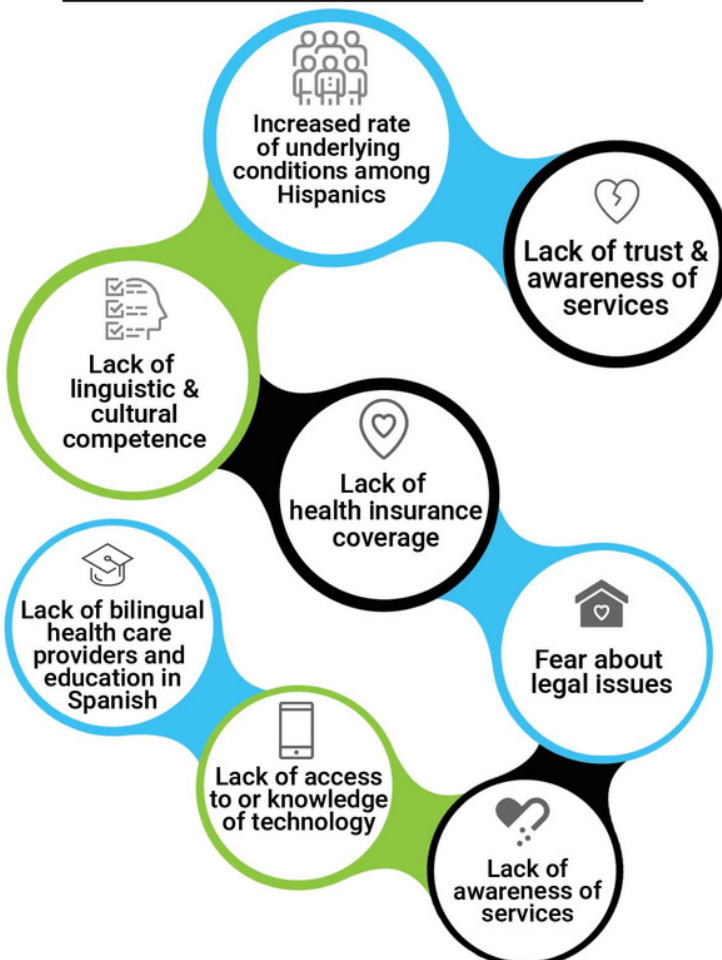 Increased rate
of underlying
conditions among
Hispanics
Lack of trust &
awareness of
services
Lack of
linguistic &
cultural
competence
Lack of
health insurance
coverage
Lack of bilingual
health care
providers and
education in
Spanish
Fear about
legal issues
Lack of access
to or knowledge
of technology
Lack of
awareness of
services